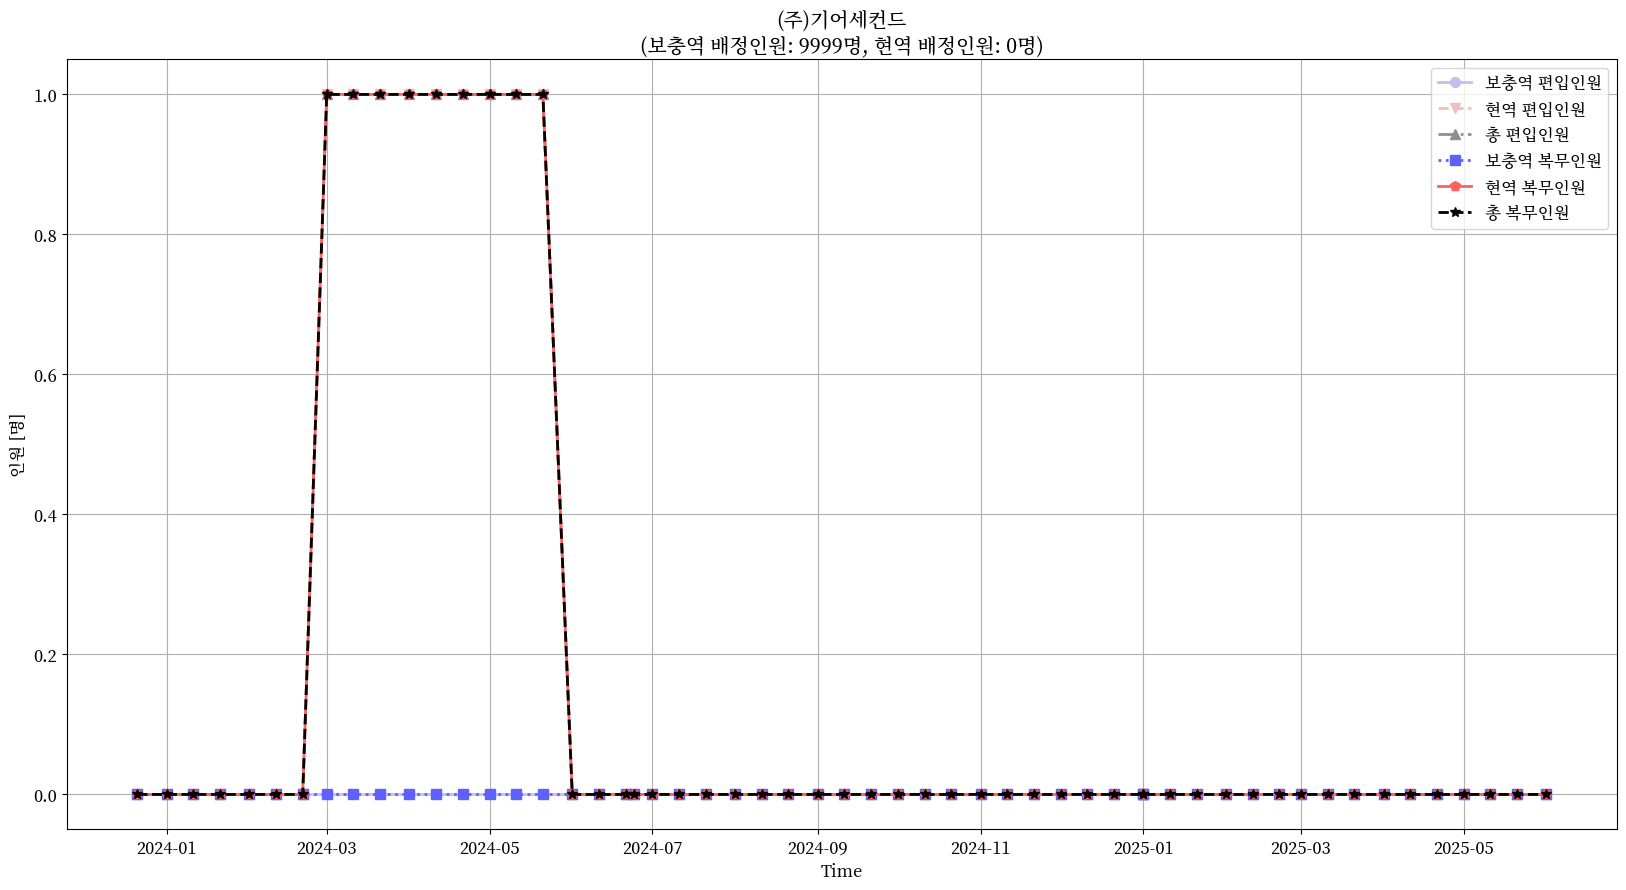 (주)기어세컨드
(보충역 배정인원: 9999명, 현역 배정인원: 0명)
보충역 편입인원
현역 편입인원
총 편입인원
보충역 복무인원
현역 복무인원
총 복무인원
인원 [명]
1.0
0.8
0.6
0.4
0.2
0.0
2024-01
2024-03
2024-05
2024-07
2024-09
2024-11
2025-01
2025-03
2025-05
Time